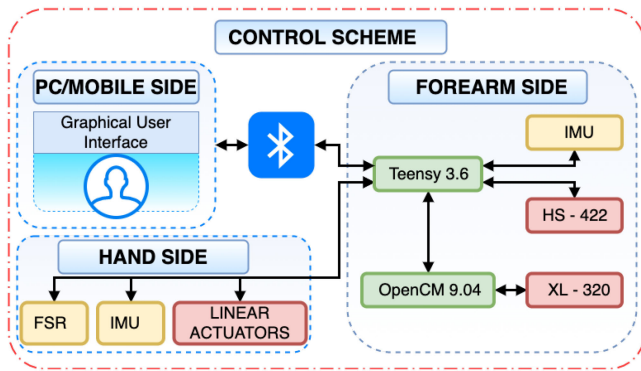 CONTROL SCHEME
PC/MOBILE SIDE
Graphical User
Interface
FOREARM SIDE
IMU
Teensy 3.6
HS - 422
OpenCM 9.04
XL - 320
HAND SIDE
FSR
IMU
LINEAR
ACTUATORS